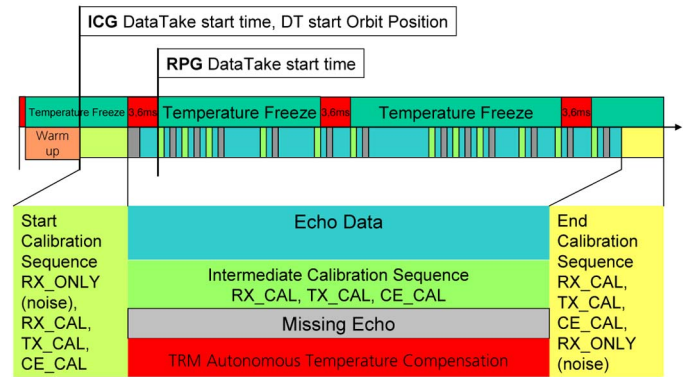 ICG DataTake start time, DT start Orbit Position
RPG DataTake start time
Temperature Freeze
3,6ms
Temperature Freeze
3,6ms
Temperature Freeze
3,6ms
Warm
up
Start
Calibration
Sequence
RX_ONLY
(noise),
RX_CAL,
TX_CAL,
CE_CAL
Echo Data
Intermediate Calibration Sequence
RX_CAL, TX_CAL, CE_CAL
Missing Echo
TRM Autonomous Temperature Compensation
End
Calibration
Sequence
RX_CAL,
TX_CAL,
CE_CAL,
RX_ONLY
(noise)